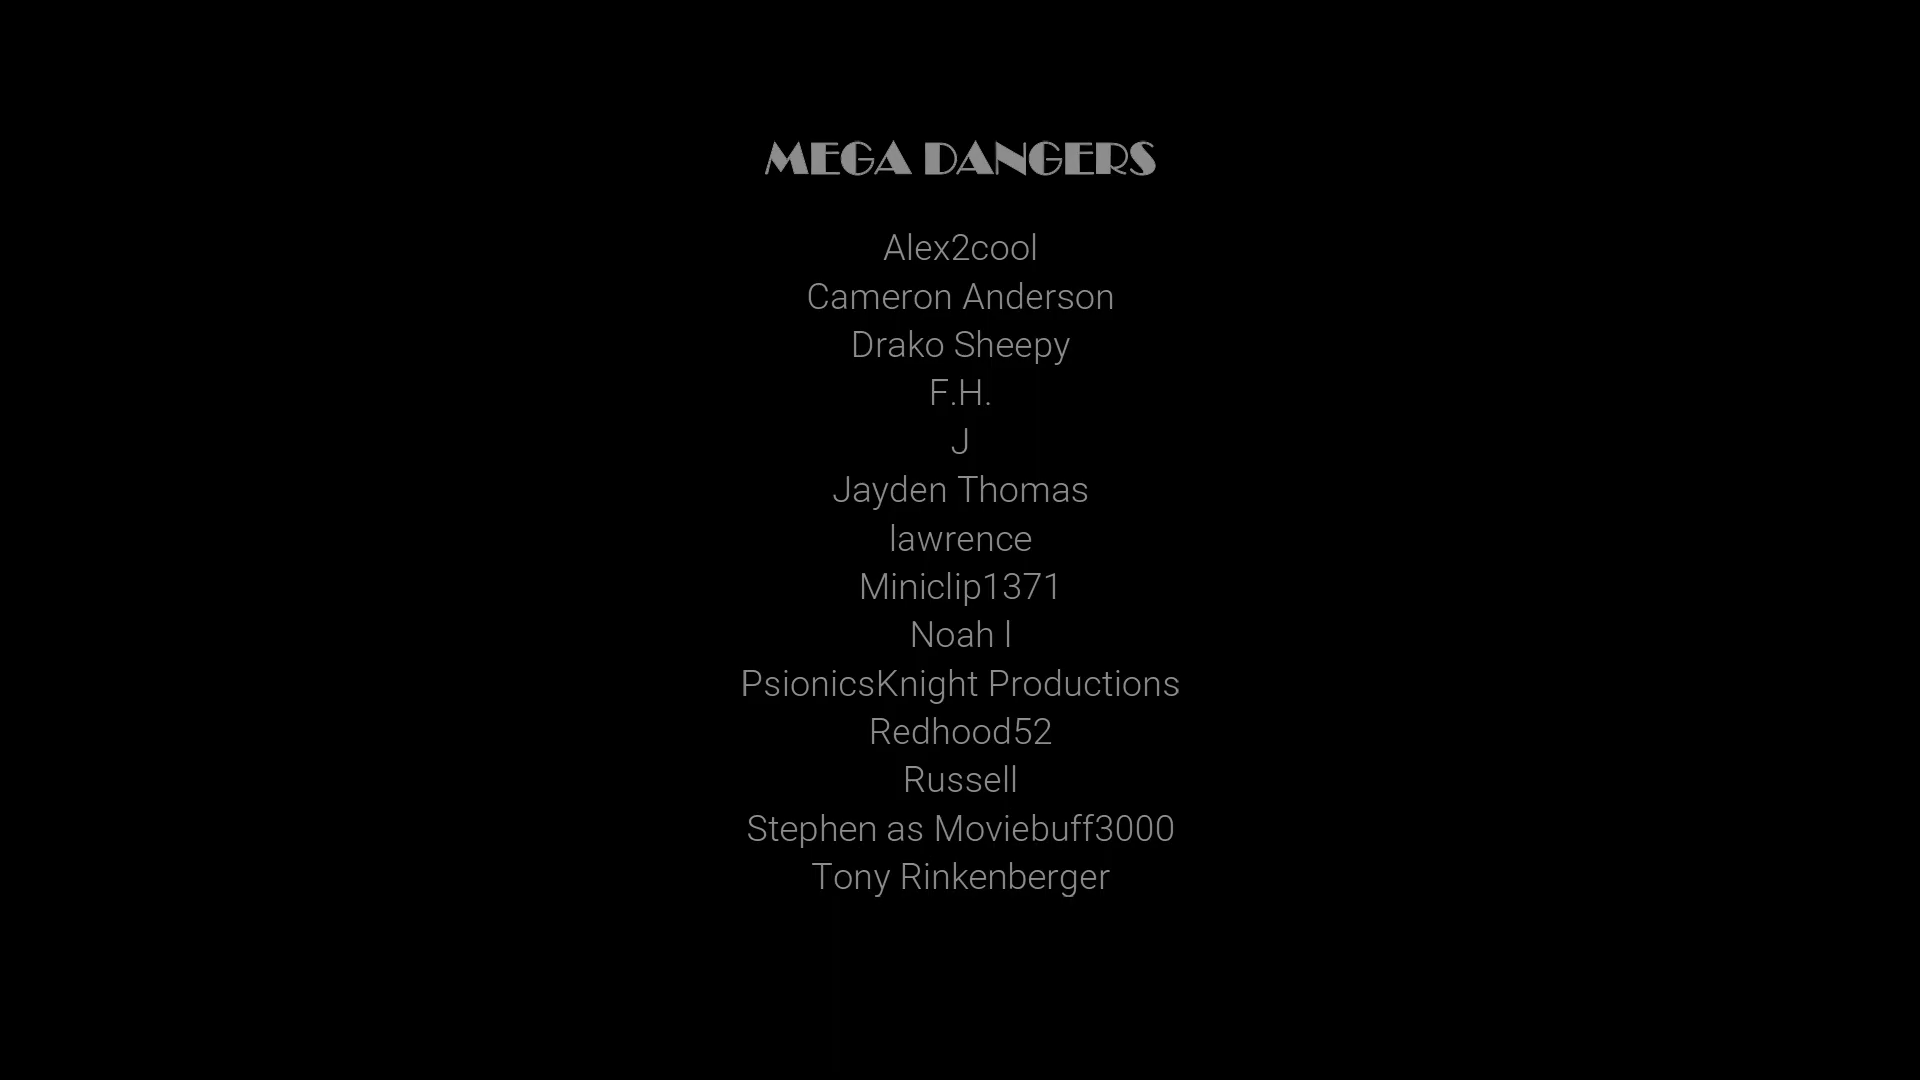 MEGA DANGERS
Alex2cool
Cameron Anderson
Drako Sheepy
F.H.
J
Jayden Thomas
lawrence
Miniclip1371
Noah l
PsionicsKnight Productions
Redhood52
Russell
Stephen as Moviebuff3000
Tony Rinkenberger